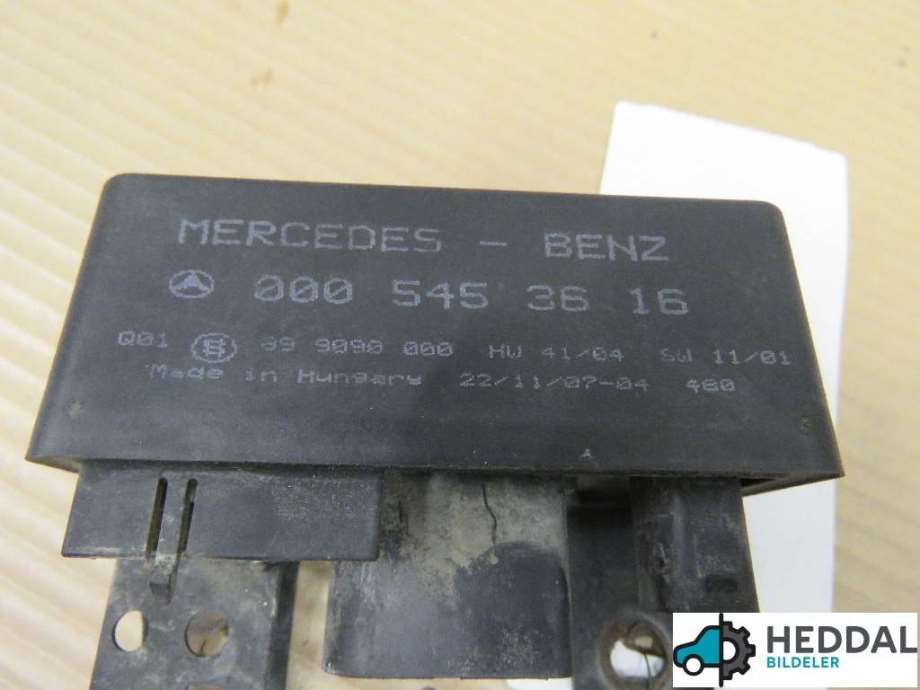 MERCEDES - BENZ
000 545 36 16
Q01 S 89 9090 000 HW 41/04 SW 11/01
Made in Hungary 22/11/07-04 480
HEDDAL
BILDELER